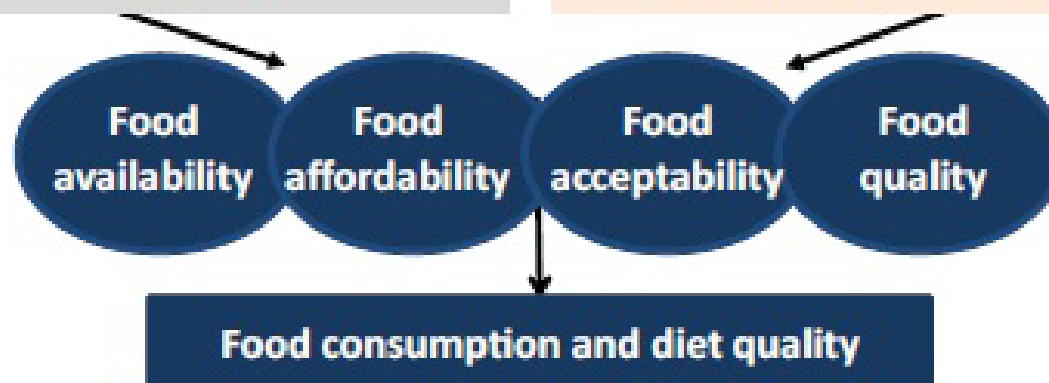 Food
availability
Food
affordability
Food
acceptability
Food
quality
Food consumption and diet quality